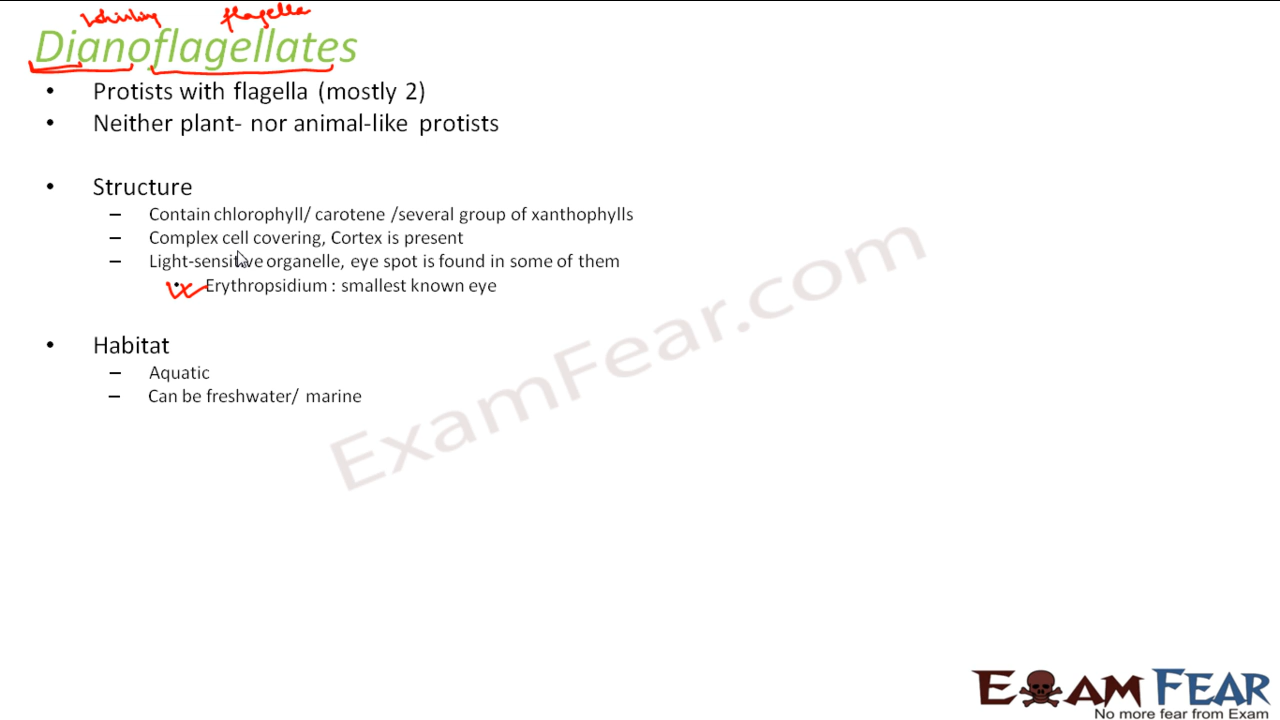 whirling flagella
Dianoflagellates
• Protists with flagella (mostly 2)
• Neither plant- nor animal-like protists
• Structure
– Contain chlorophyll/ carotene /several group of xanthophylls
– Complex cell covering, Cortex is present
– Light-sensitive organelle, eye spot is found in some of them
• Erythropsidium : smallest known eye
• Habitat
– Aquatic
– Can be freshwater/ marine
ExamFear.com
EXAM FEAR
No more fear from Exam